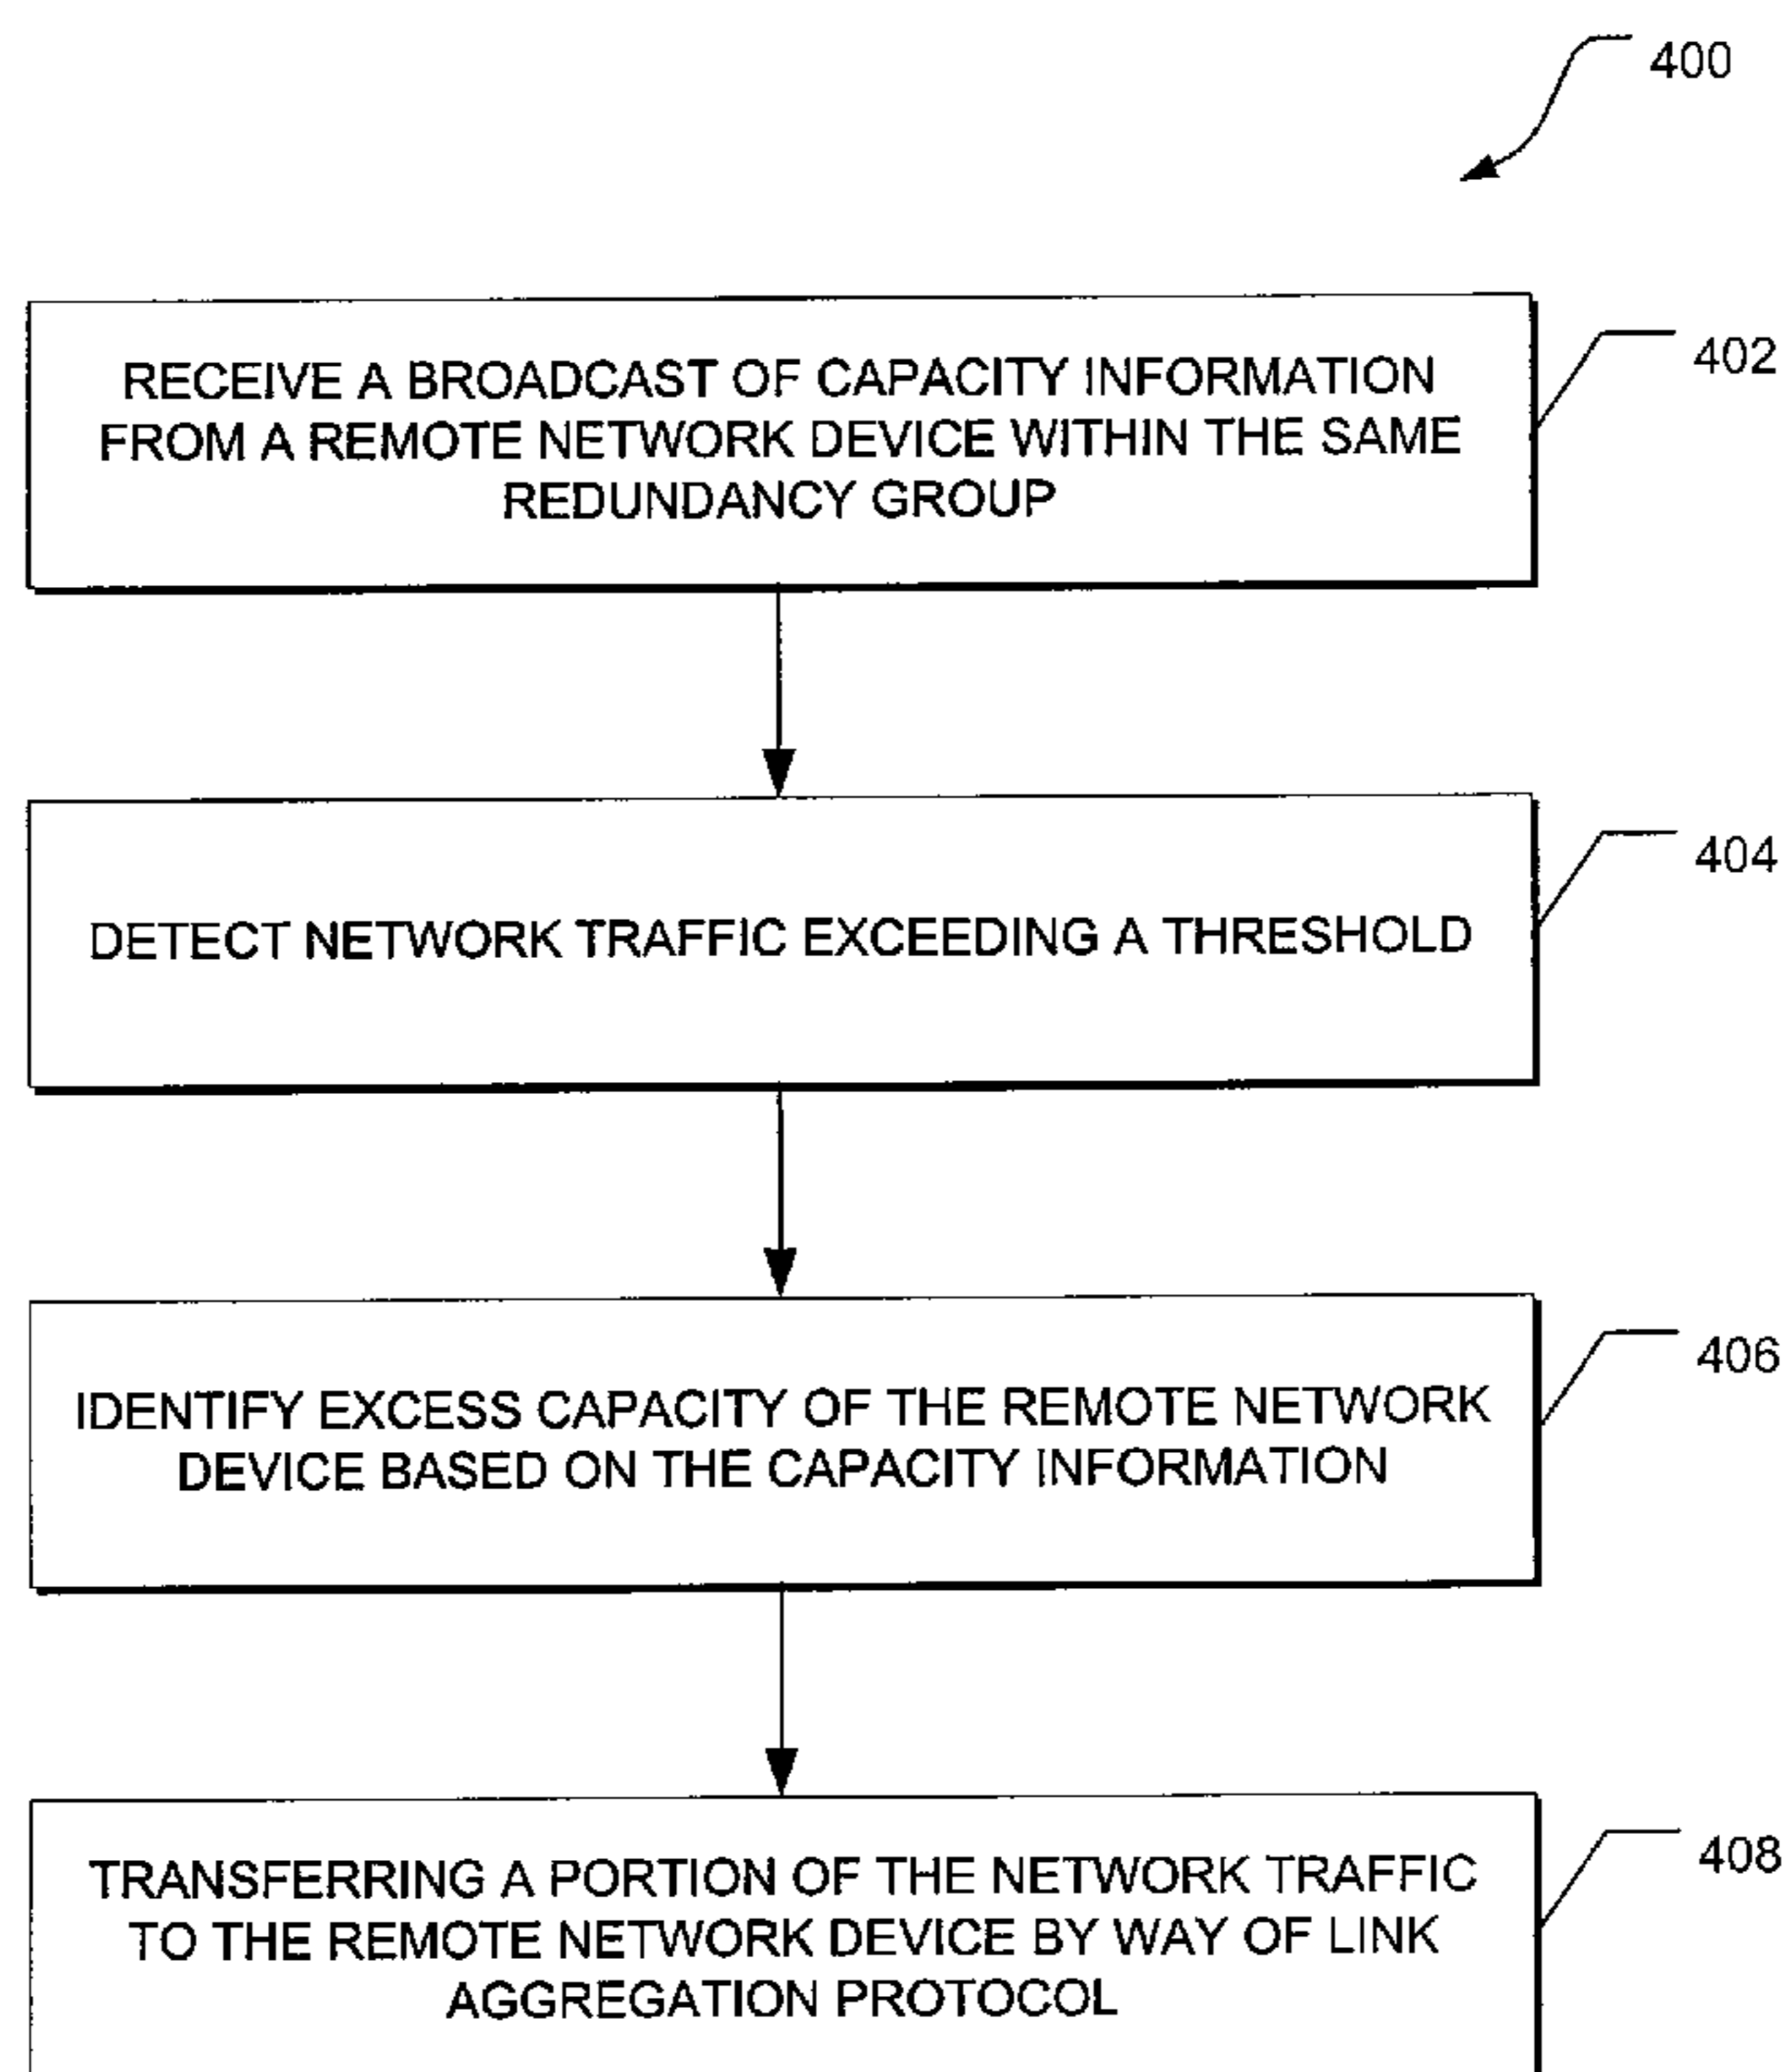 400
RECEIVE A BROADCAST OF CAPACITY INFORMATION
FROM A REMOTE NETWORK DEVICE WITHIN THE SAME
REDUNDANCY GROUP
402
DETECT NETWORK TRAFFIC EXCEEDING A THRESHOLD
404
IDENTIFY EXCESS CAPACITY OF THE REMOTE NETWORK
DEVICE BASED ON THE CAPACITY INFORMATION
406
TRANSFERRING A PORTION OF THE NETWORK TRAFFIC
TO THE REMOTE NETWORK DEVICE BY WAY OF LINK
AGGREGATION PROTOCOL
408